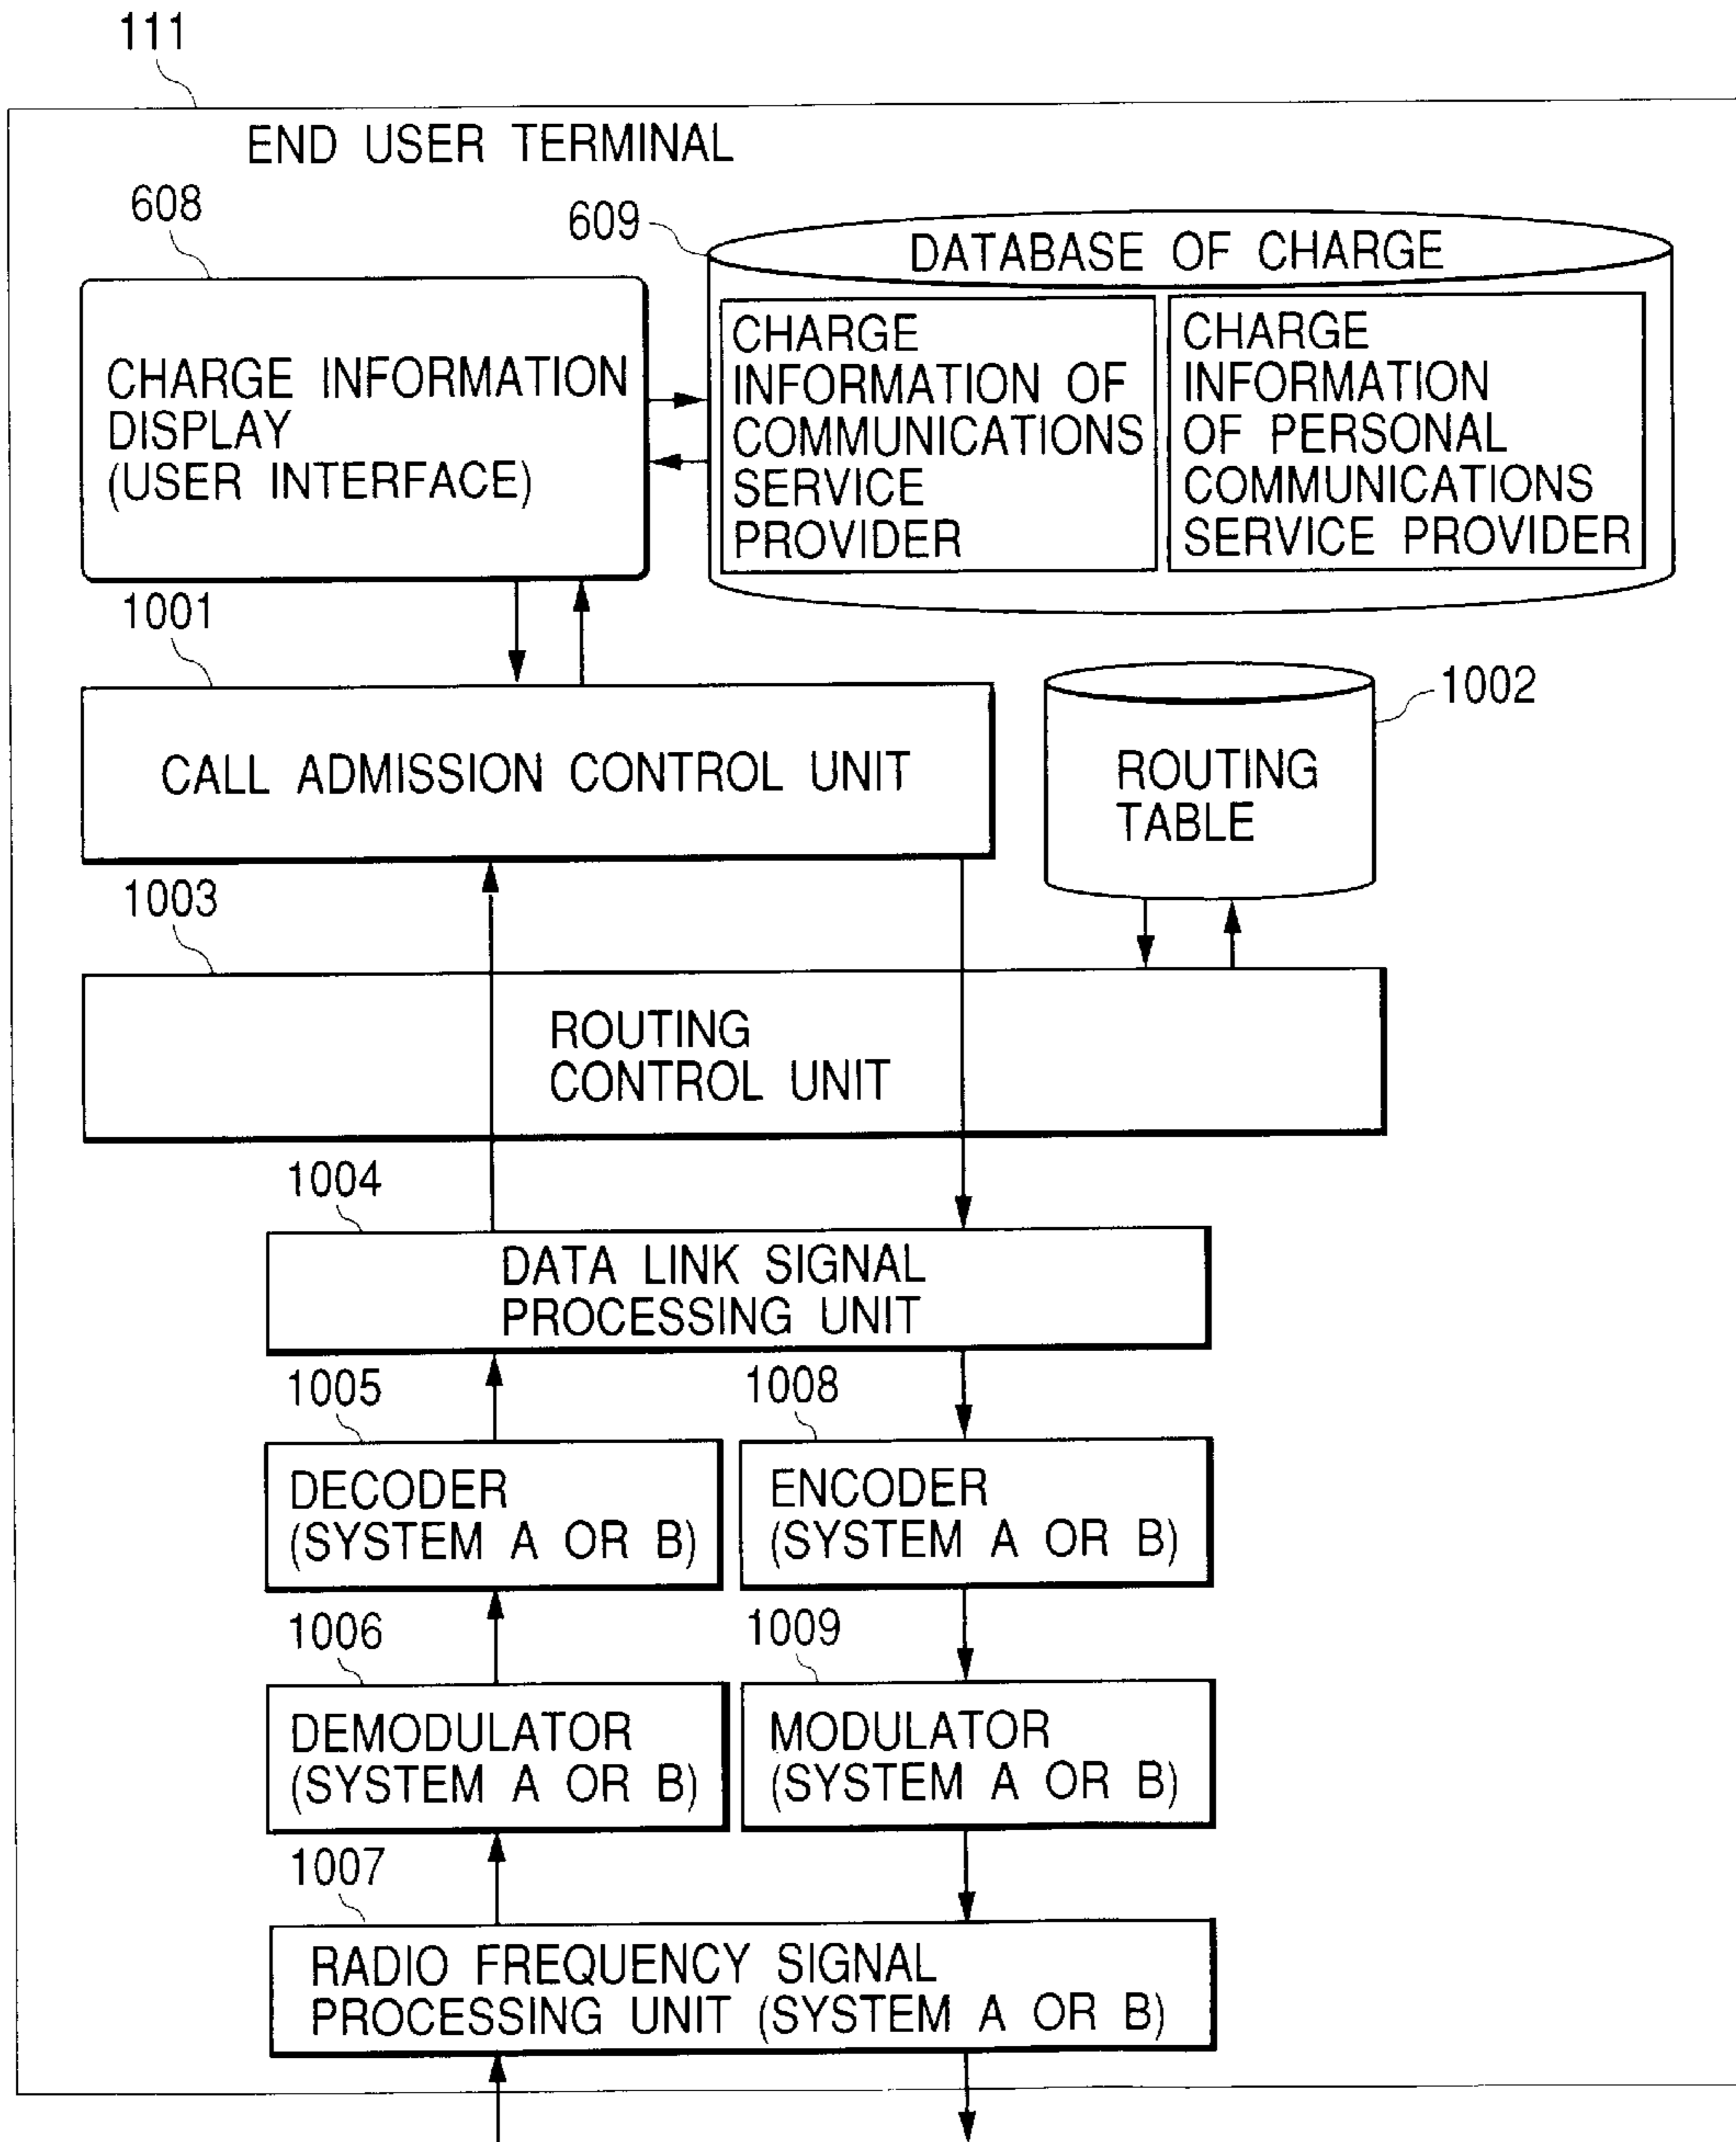 111
END USER TERMINAL
608
609
DATABASE OF CHARGE
CHARGE INFORMATION
DISPLAY
(USER INTERFACE)
CHARGE
INFORMATION OF
COMMUNICATIONS
SERVICE
PROVIDER
CHARGE
INFORMATION
OF PERSONAL
COMMUNICATIONS
SERVICE PROVIDER
1001
CALL ADMISSION CONTROL UNIT
1002
ROUTING
TABLE
1003
ROUTING
CONTROL UNIT
1004
DATA LINK SIGNAL
PROCESSING UNIT
1005
DECODER
(SYSTEM A OR B)
1008
ENCODER
(SYSTEM A OR B)
1006
DEMODULATOR
(SYSTEM A OR B)
1009
MODULATOR
(SYSTEM A OR B)
1007
RADIO FREQUENCY SIGNAL
PROCESSING UNIT (SYSTEM A OR B)